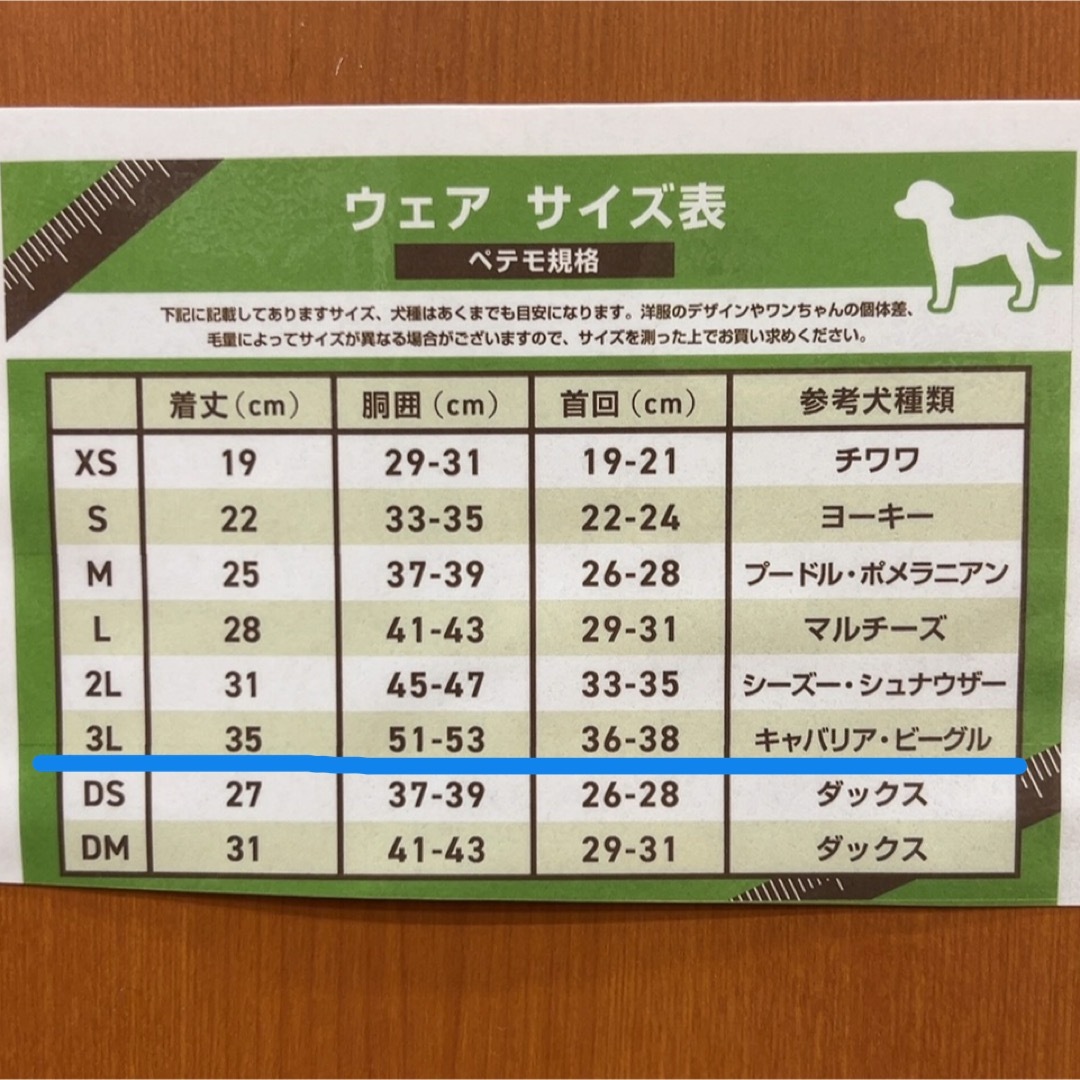 ウェア サイズ表
ペテモ規格
下記に記載してありますサイズ、犬種はあくまでも目安になります。洋服のデザインやワンちゃんの個体差、
毛量によってサイズが異なる場合がございますので、サイズを測った上でお買い求めください。
着丈(cm) 胴囲(cm) 首回(cm) 参考犬種類
XS 19 29-31 19-21 チワワ
S 22 33-35 22-24 ヨーキー
M 25 37-39 26-28 プードル・ポメラニアン
L 28 41-43 29-31 マルチーズ
2L 31 45-47 33-35 シーズー・シュナウザー
3L 35 51-53 36-38 キャバリア・ビーグル
DS 27 37-39 26-28 ダックス
DM 31 41-43 29-31 ダックス